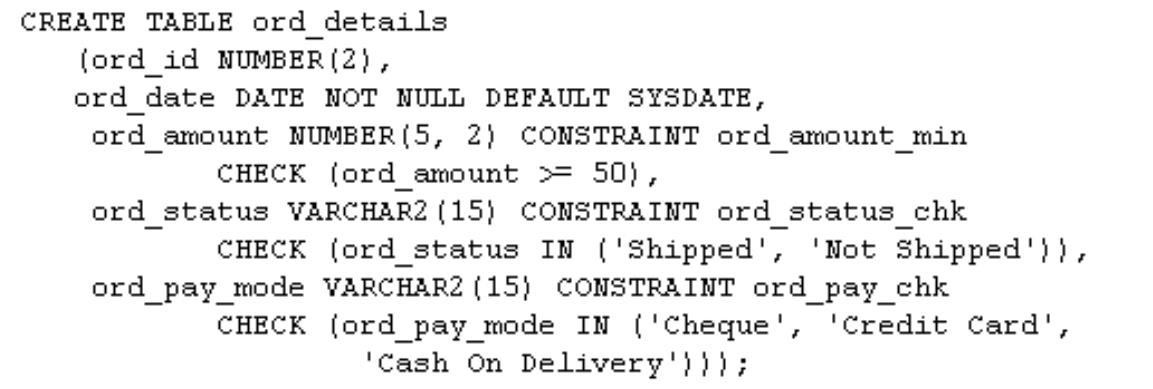 CREATE TABLE ord_details
(ord_id NUMBER(2),
ord_date DATE NOT NULL DEFAULT SYSDATE,
ord_amount NUMBER(5, 2) CONSTRAINT ord_amount_min
CHECK (ord_amount >= 50),
ord_status VARCHAR2(15) CONSTRAINT ord_status_chk
CHECK (ord_status IN ('Shipped', 'Not Shipped')),
ord_pay_mode VARCHAR2(15) CONSTRAINT ord_pay_chk
CHECK (ord_pay_mode IN ('Cheque', 'Credit Card',
'Cash On Delivery')));